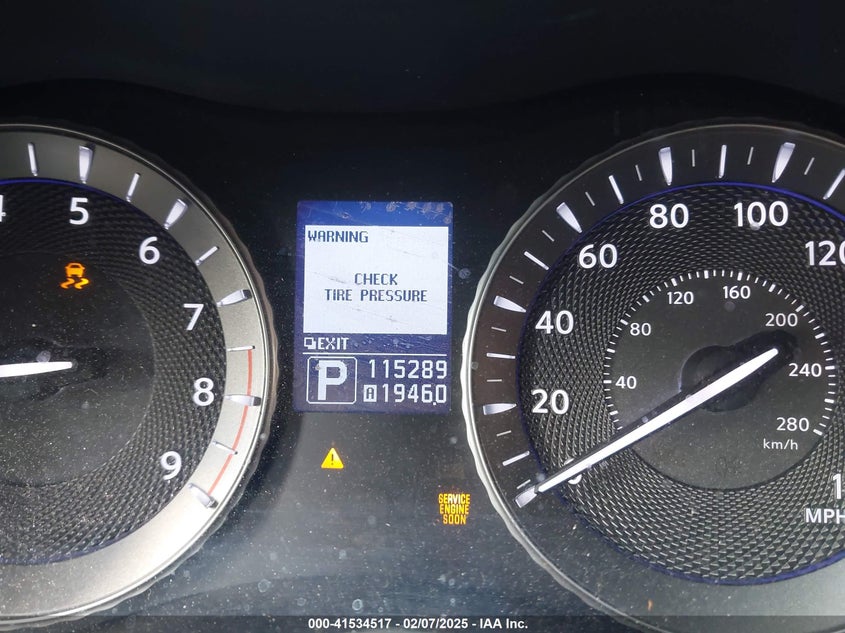 4
5
6
7
8
9
WARNING
CHECK
TIRE PRESSURE
EXIT
P 115289
A 1946.0
SERVICE
ENGINE
SOON
0
20
40
60
80
100
120
40
80
120
160
200
240
280
km/h
MPH
000-41534517 - 02/07/2025 - IAA Inc.